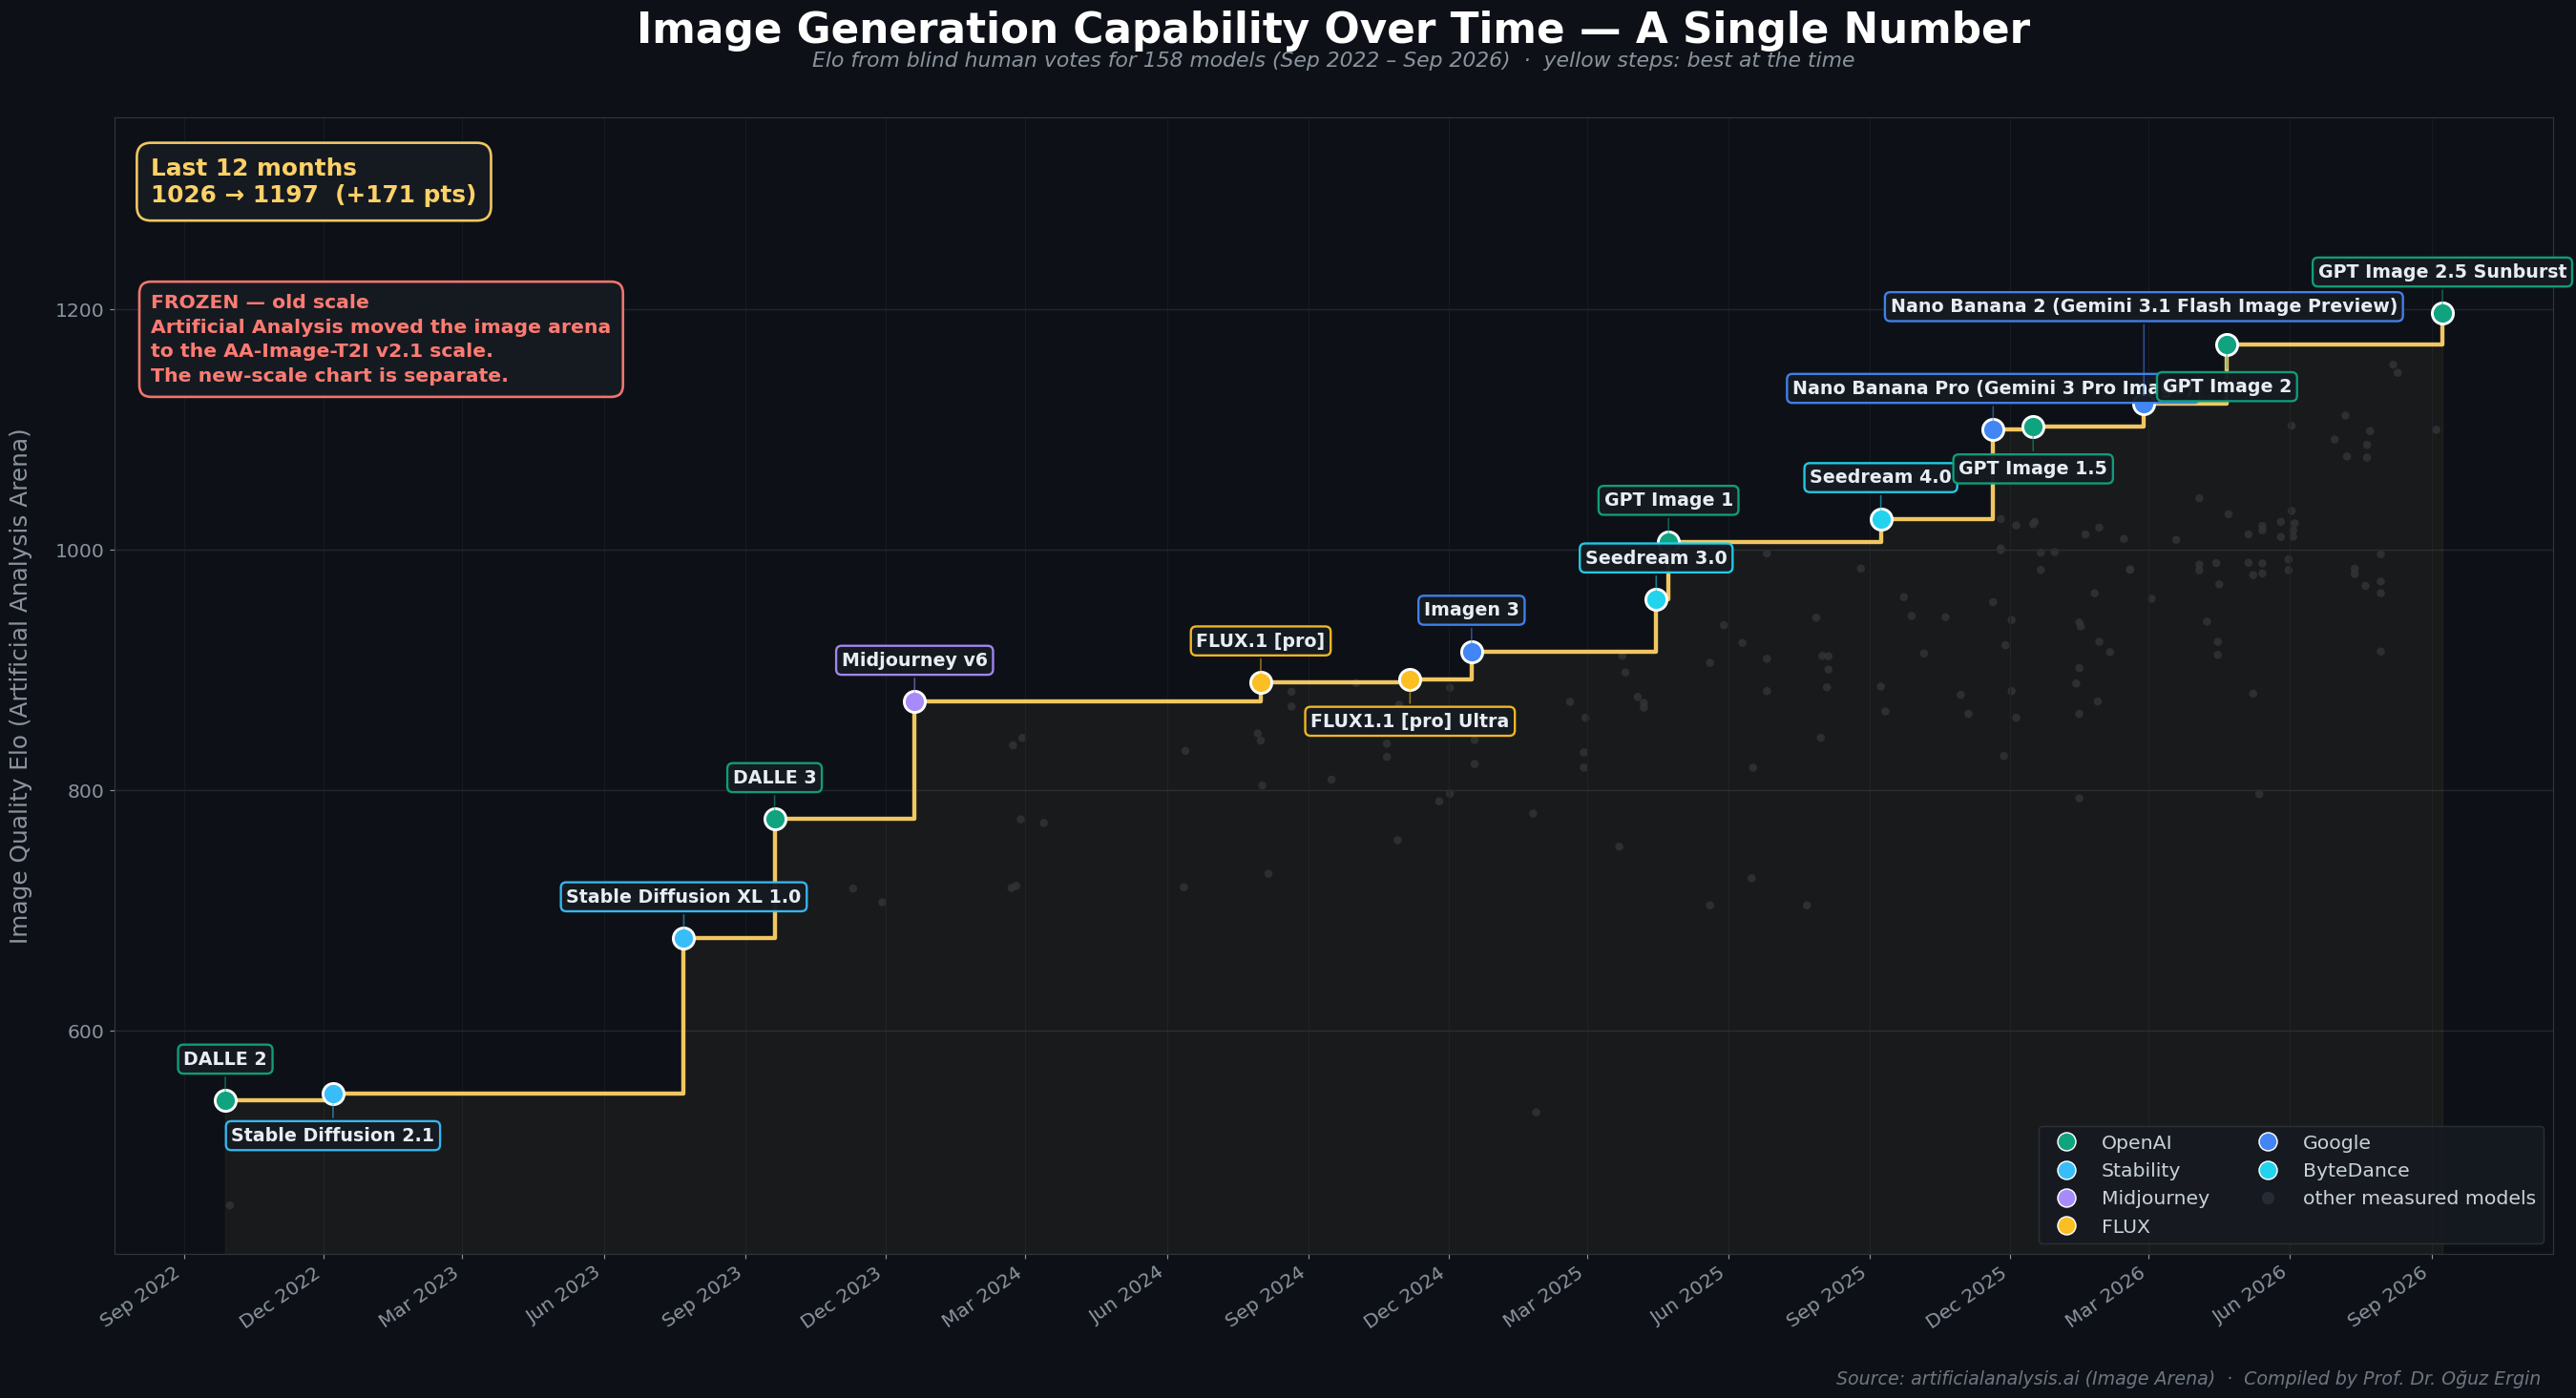 Image Generation Capability Over Time — A Single Number
Elo from blind human votes for 158 models (Sep 2022 – Sep 2026)  ·  yellow steps: best at the time
Last 12 months
1026 → 1197  (+171 pts)
FROZEN — old scale
Artificial Analysis moved the image arena
to the AA-Image-T2I v2.1 scale.
The new-scale chart is separate.
Image Quality Elo (Artificial Analysis Arena)
1200
1000
800
600
GPT Image 2.5 Sunburst
Nano Banana 2 (Gemini 3.1 Flash Image Preview)
Nano Banana Pro (Gemini 3 Pro Ima
GPT Image 2
Seedream 4.0
GPT Image 1.5
GPT Image 1
Seedream 3.0
Imagen 3
FLUX.1 [pro]
FLUX1.1 [pro] Ultra
Midjourney v6
DALLE 3
Stable Diffusion XL 1.0
DALLE 2
Stable Diffusion 2.1
OpenAI
Stability
Midjourney
FLUX
Google
ByteDance
other measured models
Sep 2022
Dec 2022
Mar 2023
Jun 2023
Sep 2023
Dec 2023
Mar 2024
Jun 2024
Sep 2024
Dec 2024
Mar 2025
Jun 2025
Sep 2025
Dec 2025
Mar 2026
Jun 2026
Sep 2026
Source: artificialanalysis.ai (Image Arena)  ·  Compiled by Prof. Dr. Oğuz Ergin